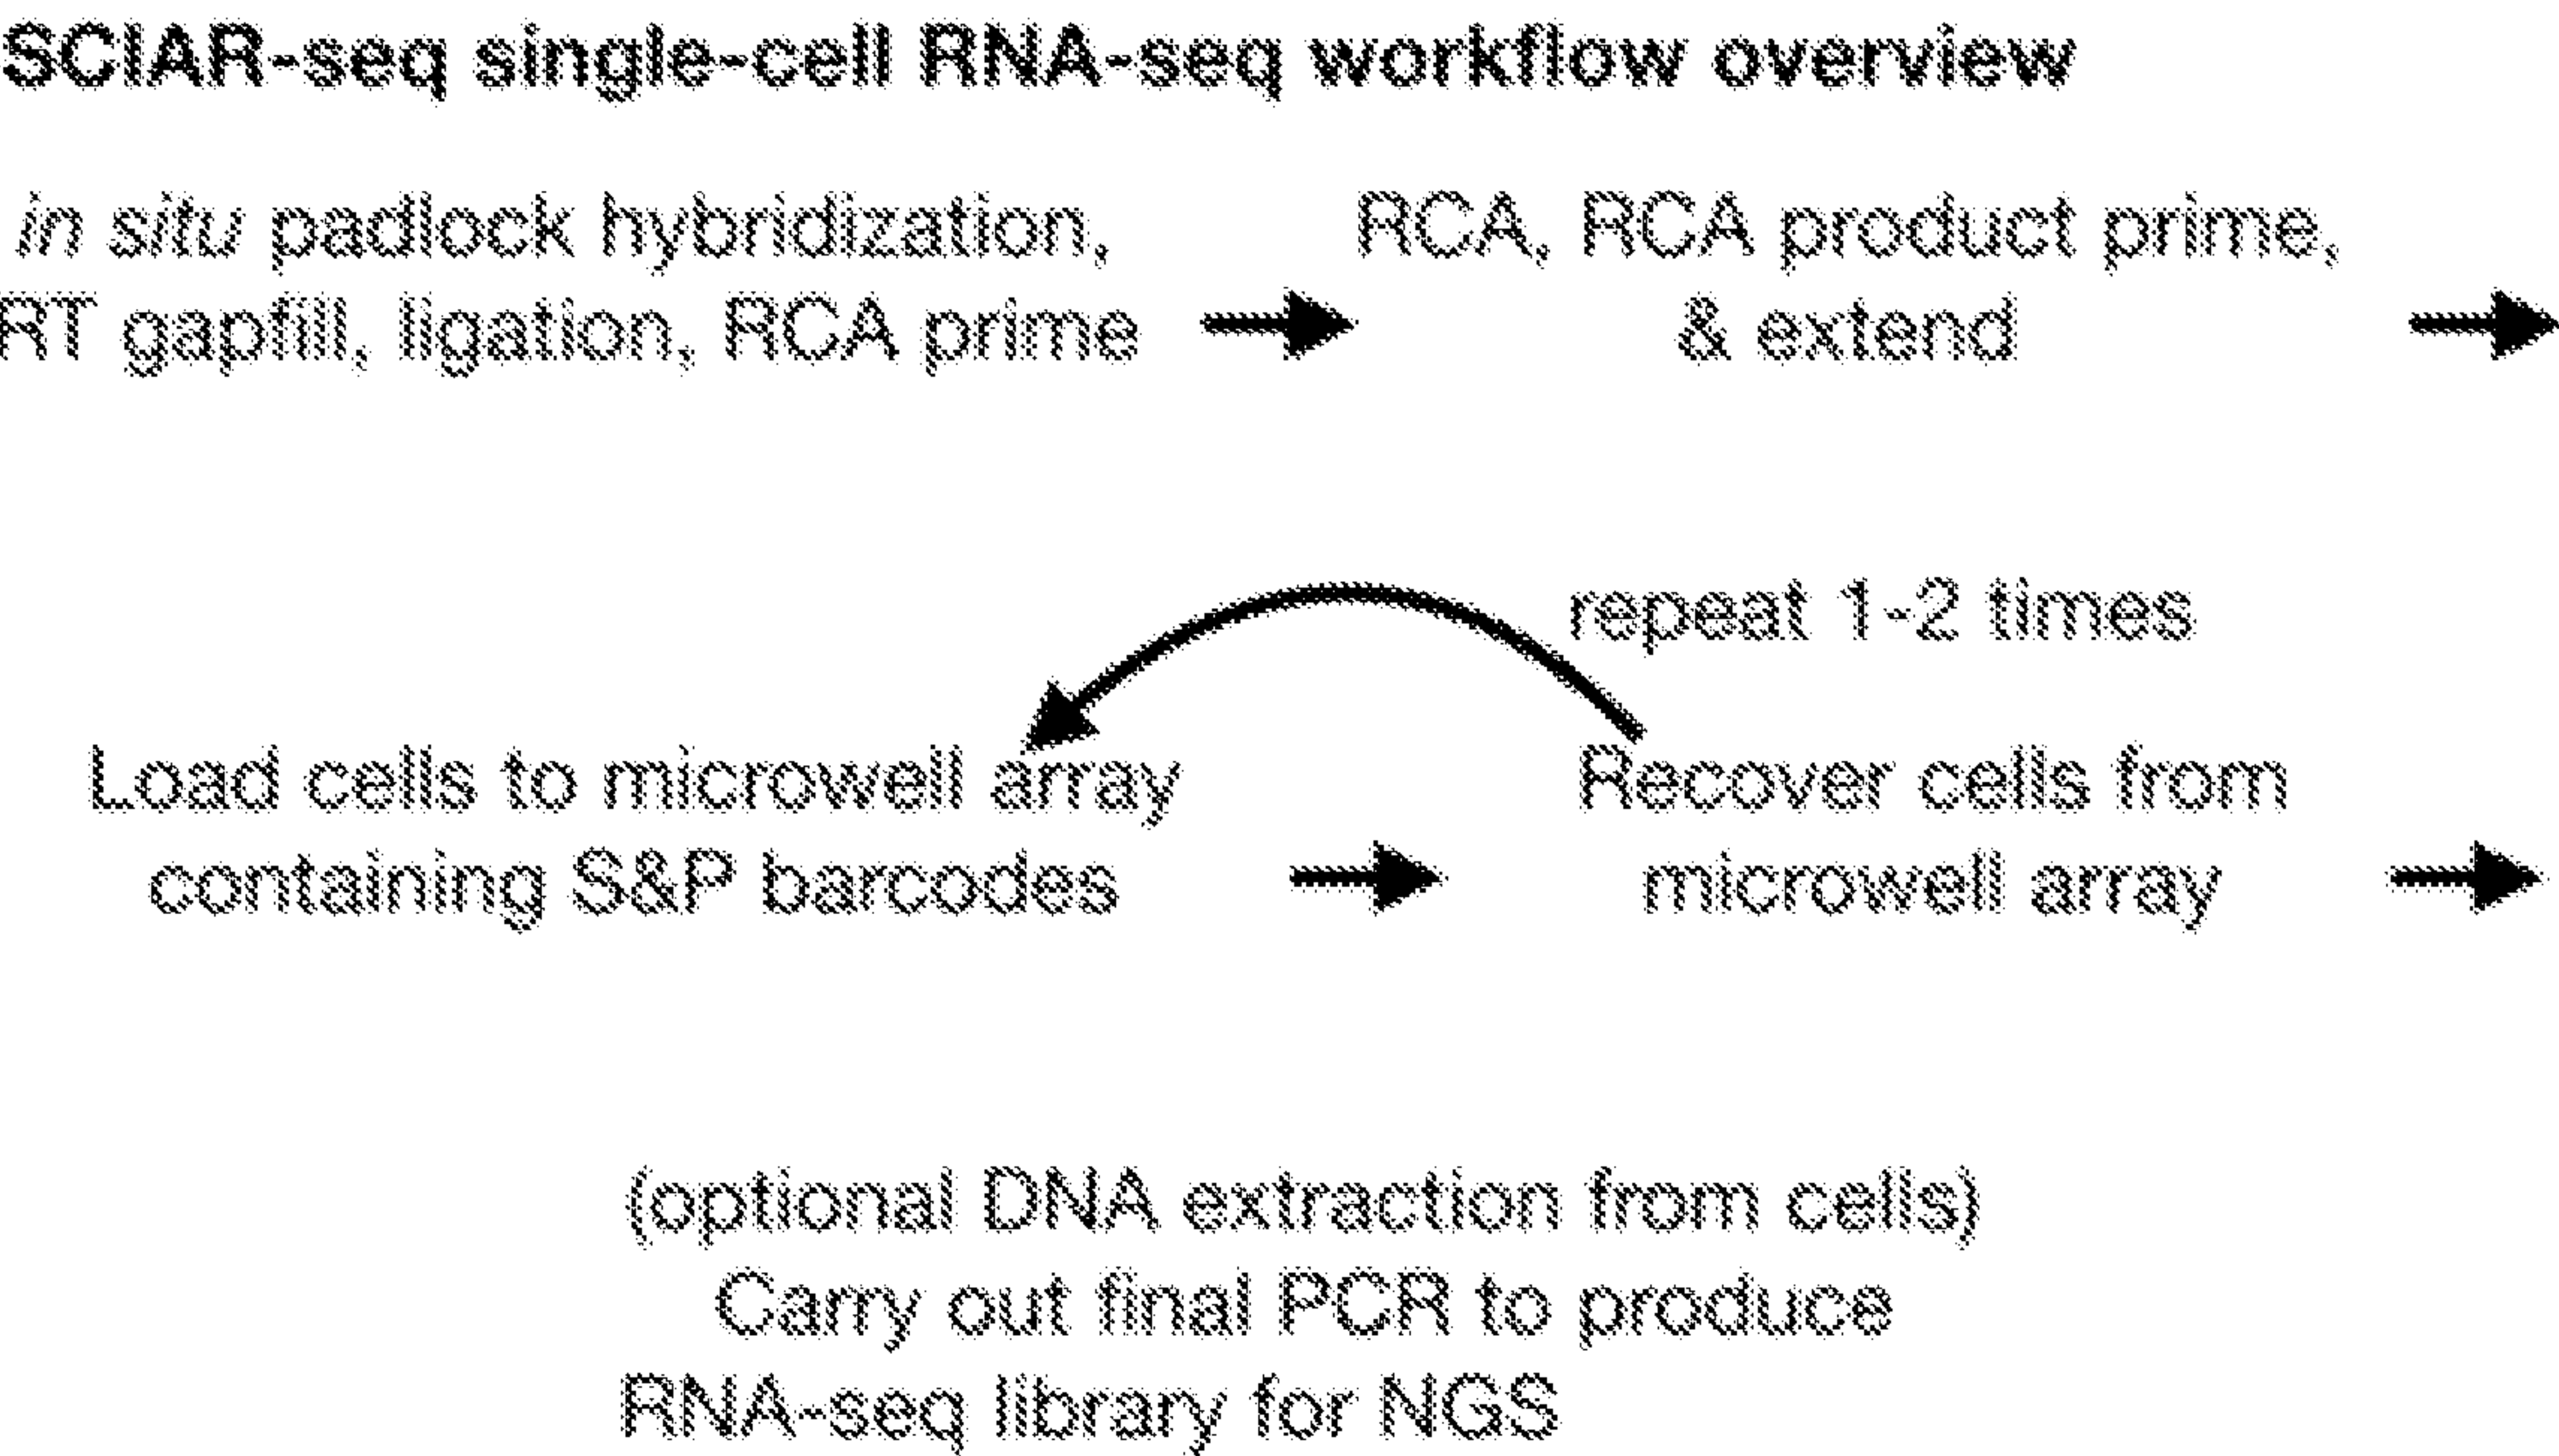 SCIAR-seq single-cell RNA-seq workflow overview
in situ padlock hybridization,
RT gapfill, ligation, RCA prime
RCA, RCA product prime,
& extend
repeat 1-2 times
Load cells to microwell array
containing S&P barcodes
Recover cells from
microwell array
(optional DNA extraction from cells)
Carry out final PCR to produce
RNA-seq library for NGS